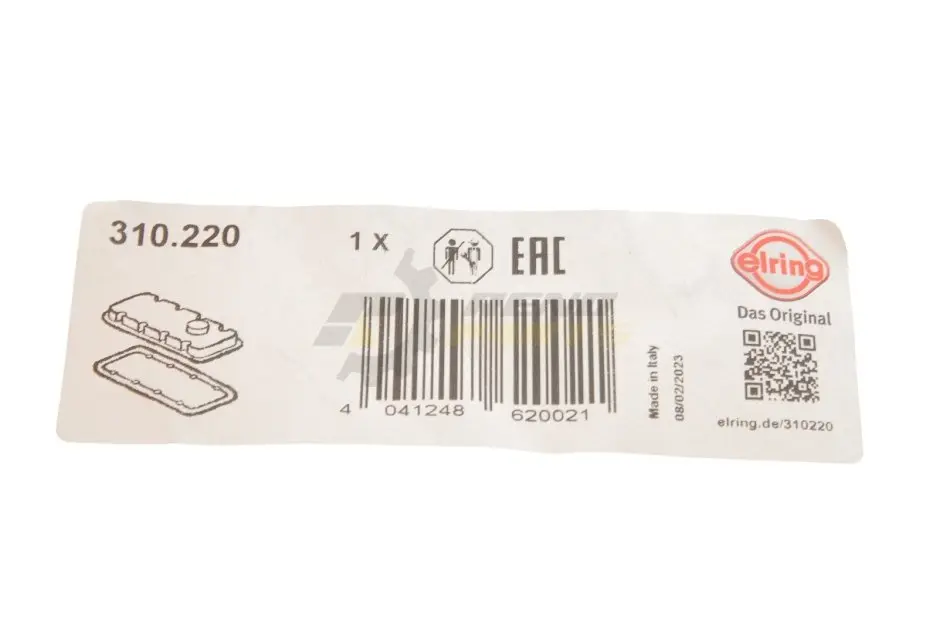 310.220
1 X
EAC
elring
Das Original
4 041248 620021
Made in Italy
08/02/2023
elring.de/310220